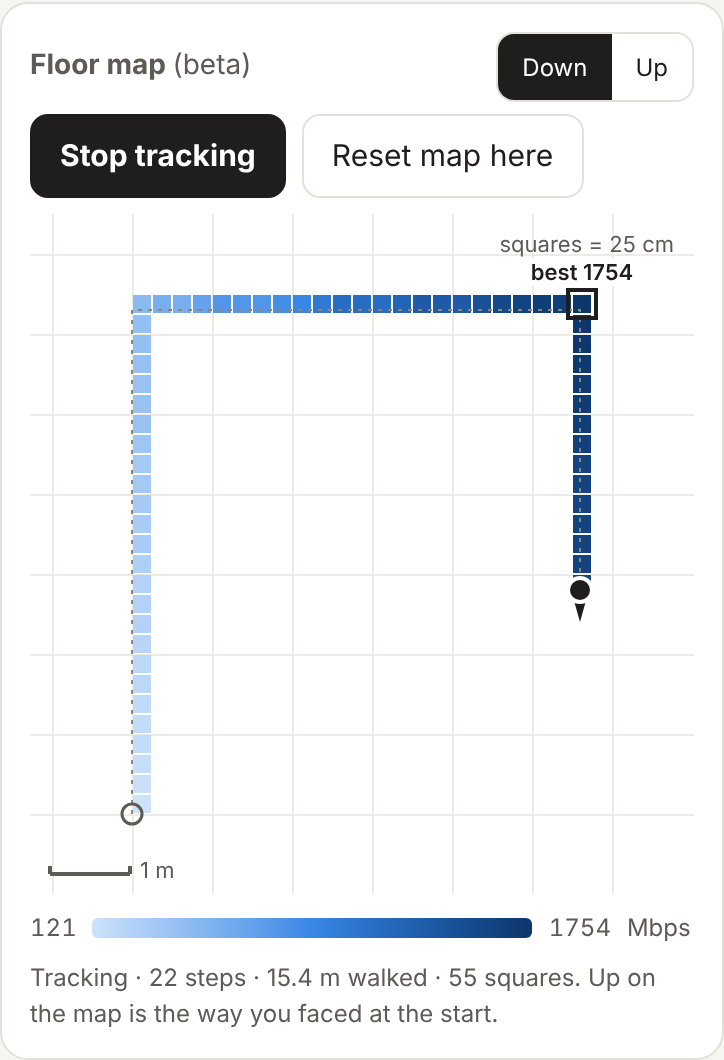 Floor map (beta)
Down
Up
Stop tracking
Reset map here
squares = 25 cm
best 1754
1 m
121
1754 Mbps
Tracking · 22 steps · 15.4 m walked · 55 squares. Up on
the map is the way you faced at the start.